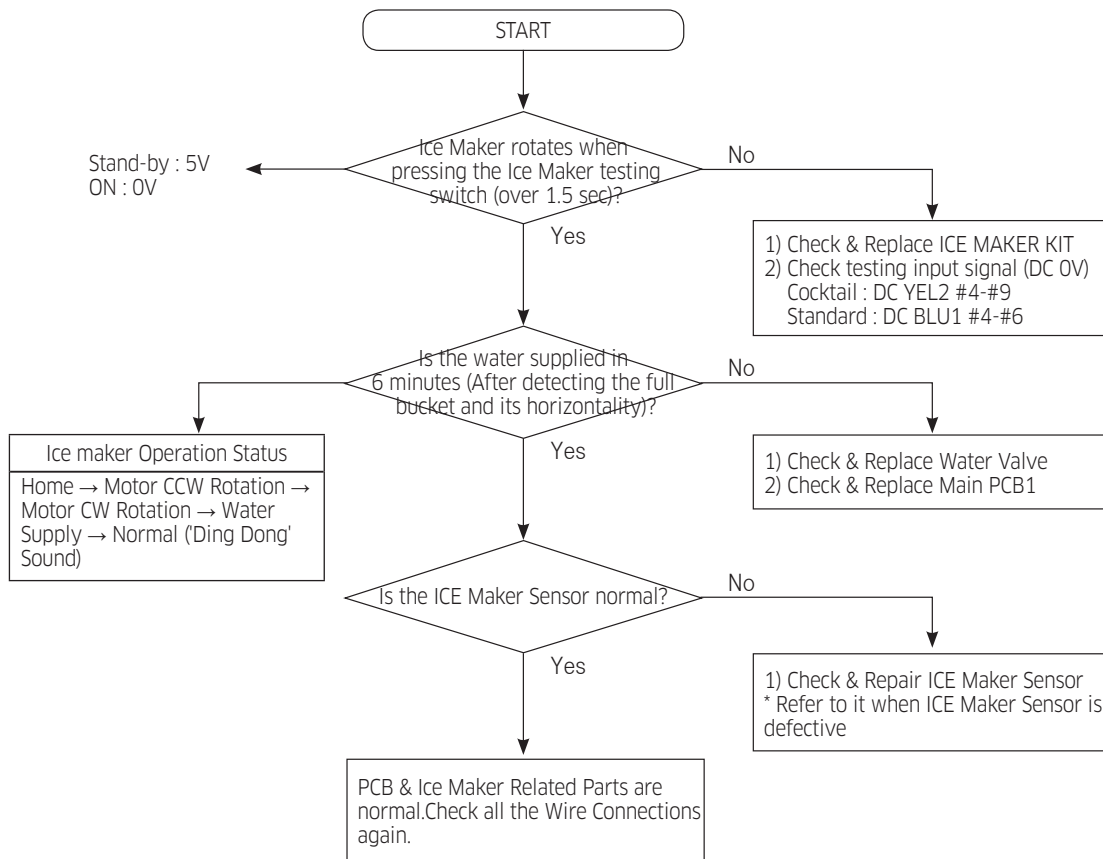 START
Ice Maker rotates when
pressing the Ice Maker testing
switch (over 1.5 sec)?
Stand-by : 5V
ON : 0V
No
Yes
1) Check & Replace ICE MAKER KIT
2) Check testing input signal (DC 0V)
Cocktail : DC YEL2 #4-#9
Standard : DC BLU1 #4-#6
Is the water supplied in
6 minutes (After detecting the full
bucket and its horizontality)?
No
Yes
Ice maker Operation Status
Home → Motor CCW Rotation →
Motor CW Rotation → Water
Supply → Normal ('Ding Dong'
Sound)
1) Check & Replace Water Valve
2) Check & Replace Main PCB1
Is the ICE Maker Sensor normal?
No
Yes
1) Check & Repair ICE Maker Sensor
* Refer to it when ICE Maker Sensor is
defective
PCB & Ice Maker Related Parts are
normal.Check all the Wire Connections
again.